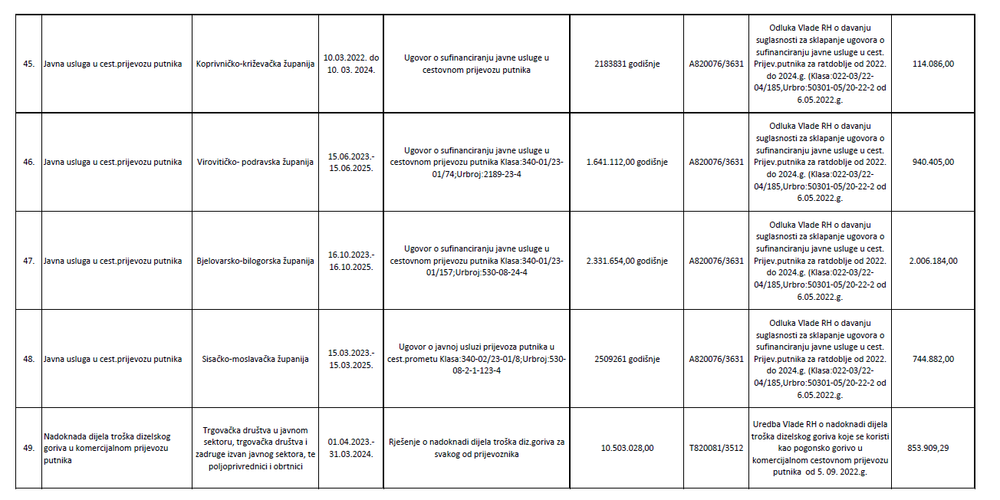 45.
Javna usluga u cest.prijevozu putnika
Koprivničko-križevačka županija
10.03.2022. do
10. 03. 2024.
Ugovor o sufinanciranju javne usluge u
cestovnom prijevozu putnika
2183831 godišnje
A820076/3631
Odluka Vlade RH o davanju
suglasnosti za sklapanje ugovora o
sufinanciranju javne usluge u cest.
Prijev.putnika za ratdoblje od 2022.
do 2024.g. (Klasa:022-03/22-
04/185,Urbro:50301-05/20-22-2 od
6.05.2022.g.
114.086,00
46.
Javna usluga u cest.prijevozu putnika
Virovitičko- podravska županija
15.06.2023.-
15.06.2025.
Ugovor o sufinanciranju javne usluge u
cestovnom prijevozu putnika Klasa:340-01/23-
01/74;Urbroj:2189-23-4
1.641.112,00 godišnje
A820076/3631
Odluka Vlade RH o davanju
suglasnosti za sklapanje ugovora o
sufinanciranju javne usluge u cest.
Prijev.putnika za ratdoblje od 2022.
do 2024.g. (Klasa:022-03/22-
04/185,Urbro:50301-05/20-22-2 od
6.05.2022.g.
940.405,00
47.
Javna usluga u cest.prijevozu putnika
Bjelovarsko-bilogorska županija
16.10.2023.-
16.10.2025.
Ugovor o sufinanciranju javne usluge u
cestovnom prijevozu putnika Klasa:340-01/23-
01/157;Urbroj:530-08-24-4
2.331.654,00 godišnje
A820076/3631
Odluka Vlade RH o davanju
suglasnosti za sklapanje ugovora o
sufinanciranju javne usluge u cest.
Prijev.putnika za ratdoblje od 2022.
do 2024.g. (Klasa:022-03/22-
04/185,Urbro:50301-05/20-22-2 od
6.05.2022.g.
2.006.184,00
48.
Javna usluga u cest.prijevozu putnika
Sisačko-moslavačka županija
15.03.2023.-
15.03.2025.
Ugovor o javnoj usluzi prijevoza putnika u
cest.prometu Klasa:340-02/23-01/8;Urbroj:530-
08-2-1-123-4
2509261 godišnje
A820076/3631
Odluka Vlade RH o davanju
suglasnosti za sklapanje ugovora o
sufinanciranju javne usluge u cest.
Prijev.putnika za ratdoblje od 2022.
do 2024.g. (Klasa:022-03/22-
04/185,Urbro:50301-05/20-22-2 od
6.05.2022.g.
744.882,00
49.
Nadoknada dijela troška dizelskog
goriva u komercijalnom prijevozu
putnika
Trgovačka društva u javnom
sektoru, trgovačka društva i
zadruge izvan javnog sektora, te
poljoprivrednici i obrtnici
01.04.2023.-
31.03.2024.
Rješenje o nadoknadi dijela troška diz.goriva za
svakog od prijevoznika
10.503.028,00
T820081/3512
Uredba Vlade RH o nadoknadi dijela
troška dizelskog goriva koje se koristi
kao pogonsko gorivo u
komercijalnom cestovnom prijevozu
putnika od 5. 09. 2022.g.
853.909,29